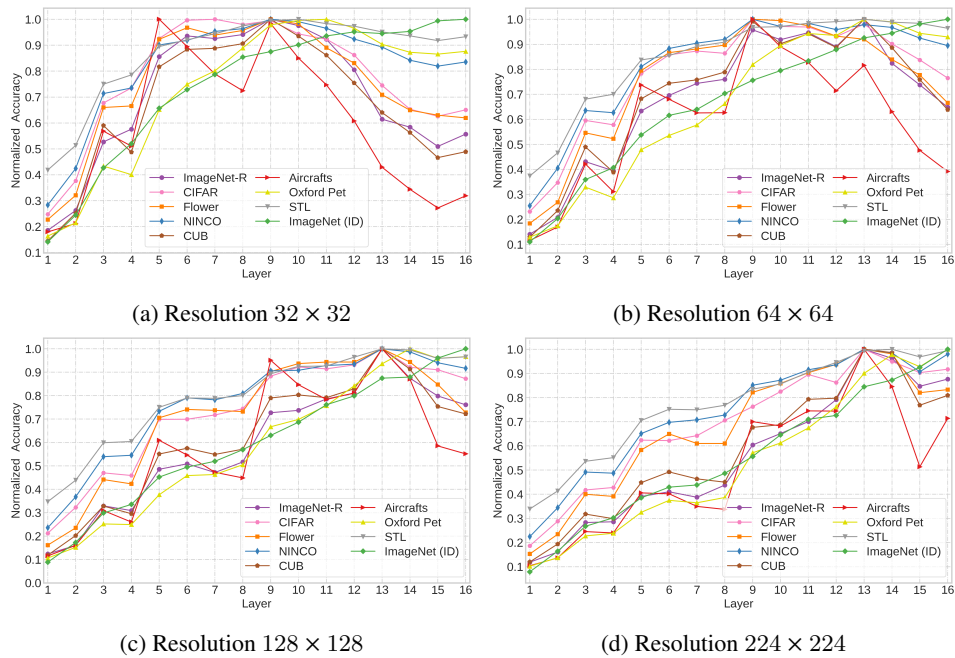 Normalized Accuracy
1.0
0.9
0.8
0.7
0.6
0.5
0.4
0.3
0.2
0.1
ImageNet-R
CIFAR
Flower
NINCO
CUB
Aircrafts
Oxford Pet
STL
ImageNet (ID)
1 2 3 4 5 6 7 8 9 10 11 12 13 14 15 16
Layer
(a) Resolution 32 × 32
Normalized Accuracy
1.0
0.9
0.8
0.7
0.6
0.5
0.4
0.3
0.2
0.1
ImageNet-R
CIFAR
Flower
NINCO
CUB
Aircrafts
Oxford Pet
STL
ImageNet (ID)
1 2 3 4 5 6 7 8 9 10 11 12 13 14 15 16
Layer
(b) Resolution 64 × 64
Normalized Accuracy
1.0
0.9
0.8
0.7
0.6
0.5
0.4
0.3
0.2
0.1
0.0
ImageNet-R
CIFAR
Flower
NINCO
CUB
Aircrafts
Oxford Pet
STL
ImageNet (ID)
1 2 3 4 5 6 7 8 9 10 11 12 13 14 15 16
Layer
(c) Resolution 128 × 128
Normalized Accuracy
1.0
0.9
0.8
0.7
0.6
0.5
0.4
0.3
0.2
0.1
ImageNet-R
CIFAR
Flower
NINCO
CUB
Aircrafts
Oxford Pet
STL
ImageNet (ID)
1 2 3 4 5 6 7 8 9 10 11 12 13 14 15 16
Layer
(d) Resolution 224 × 224